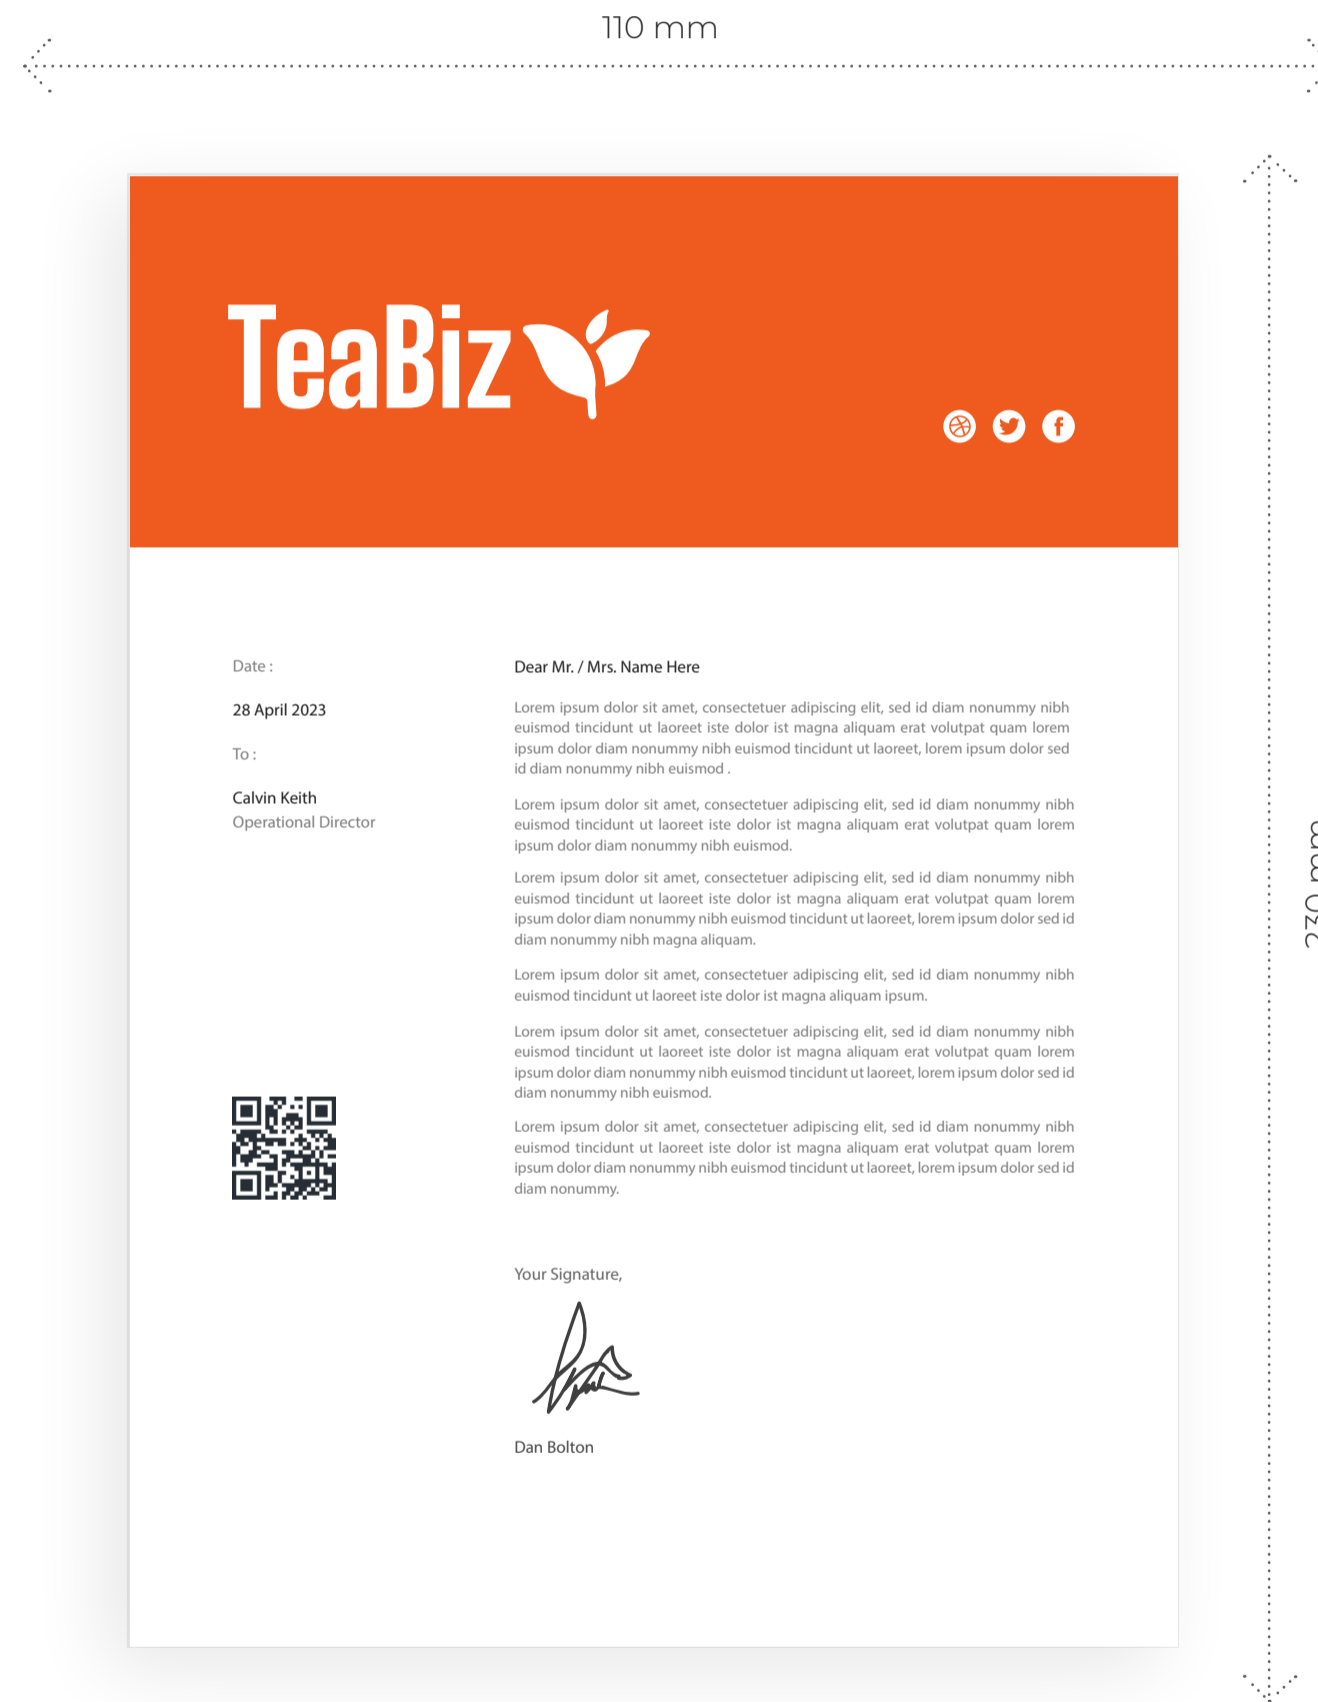 110 mm
TeaBiz
Date :
28 April 2023
To :
Calvin Keith
Operational Director
Dear Mr. / Mrs. Name Here
Lorem ipsum dolor sit amet, consectetuer adipiscing elit, sed id diam nonummy nibh
euismod tincidunt ut laoreet iste dolor ist magna aliquam erat volutpat quam lorem
ipsum dolor diam nonummy nibh euismod tincidunt ut laoreet, lorem ipsum dolor sed
id diam nonummy nibh euismod .
Lorem ipsum dolor sit amet, consectetuer adipiscing elit, sed id diam nonummy nibh
euismod tincidunt ut laoreet iste dolor ist magna aliquam erat volutpat quam lorem
ipsum dolor diam nonummy nibh euismod.
Lorem ipsum dolor sit amet, consectetuer adipiscing elit, sed id diam nonummy nibh
euismod tincidunt ut laoreet iste dolor ist magna aliquam erat volutpat quam lorem
ipsum dolor diam nonummy nibh euismod tincidunt ut laoreet, lorem ipsum dolor sed id
diam nonummy nibh magna aliquam.
Lorem ipsum dolor sit amet, consectetuer adipiscing elit, sed id diam nonummy nibh
euismod tincidunt ut laoreet iste dolor ist magna aliquam ipsum.
Lorem ipsum dolor sit amet, consectetuer adipiscing elit, sed id diam nonummy nibh
euismod tincidunt ut laoreet iste dolor ist magna aliquam erat volutpat quam lorem
ipsum dolor diam nonummy nibh euismod tincidunt ut laoreet, lorem ipsum dolor sed id
diam nonummy nibh euismod.
Lorem ipsum dolor sit amet, consectetuer adipiscing elit, sed id diam nonummy nibh
euismod tincidunt ut laoreet iste dolor ist magna aliquam erat volutpat quam lorem
ipsum dolor diam nonummy nibh euismod tincidunt ut laoreet, lorem ipsum dolor sed id
diam nonummy.
Your Signature,
Dan Bolton